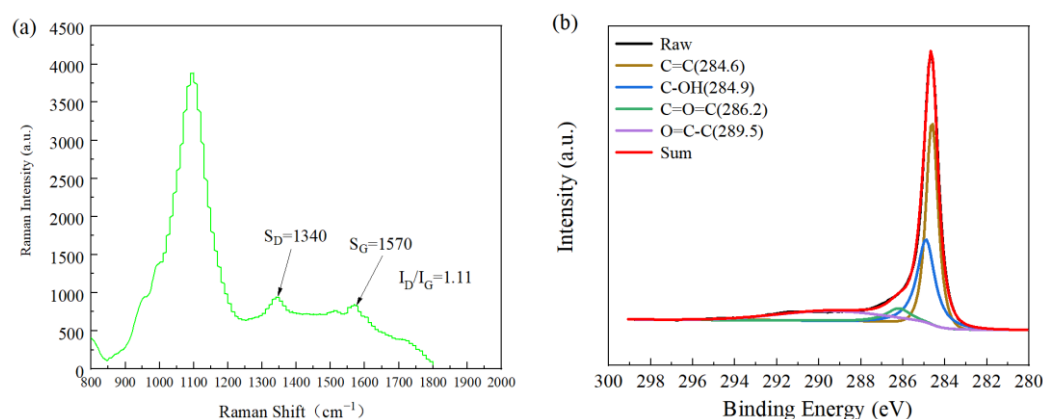 (a)
4500
4000
3500
3000
2500
2000
1500
1000
500
0
Raman Intensity (a.u.)
S_D=1340
S_G=1570
I_D/I_G=1.11
800 900 1000 1100 1200 1300 1400 1500 1600 1700 1800 1900 2000
Raman Shift（cm⁻¹）
(b)
Raw
C=C(284.6)
C-OH(284.9)
C=O=C(286.2)
O=C-C(289.5)
Sum
Intensity (a.u.)
300 298 296 294 292 290 288 286 284 282 280
Binding Energy (eV)